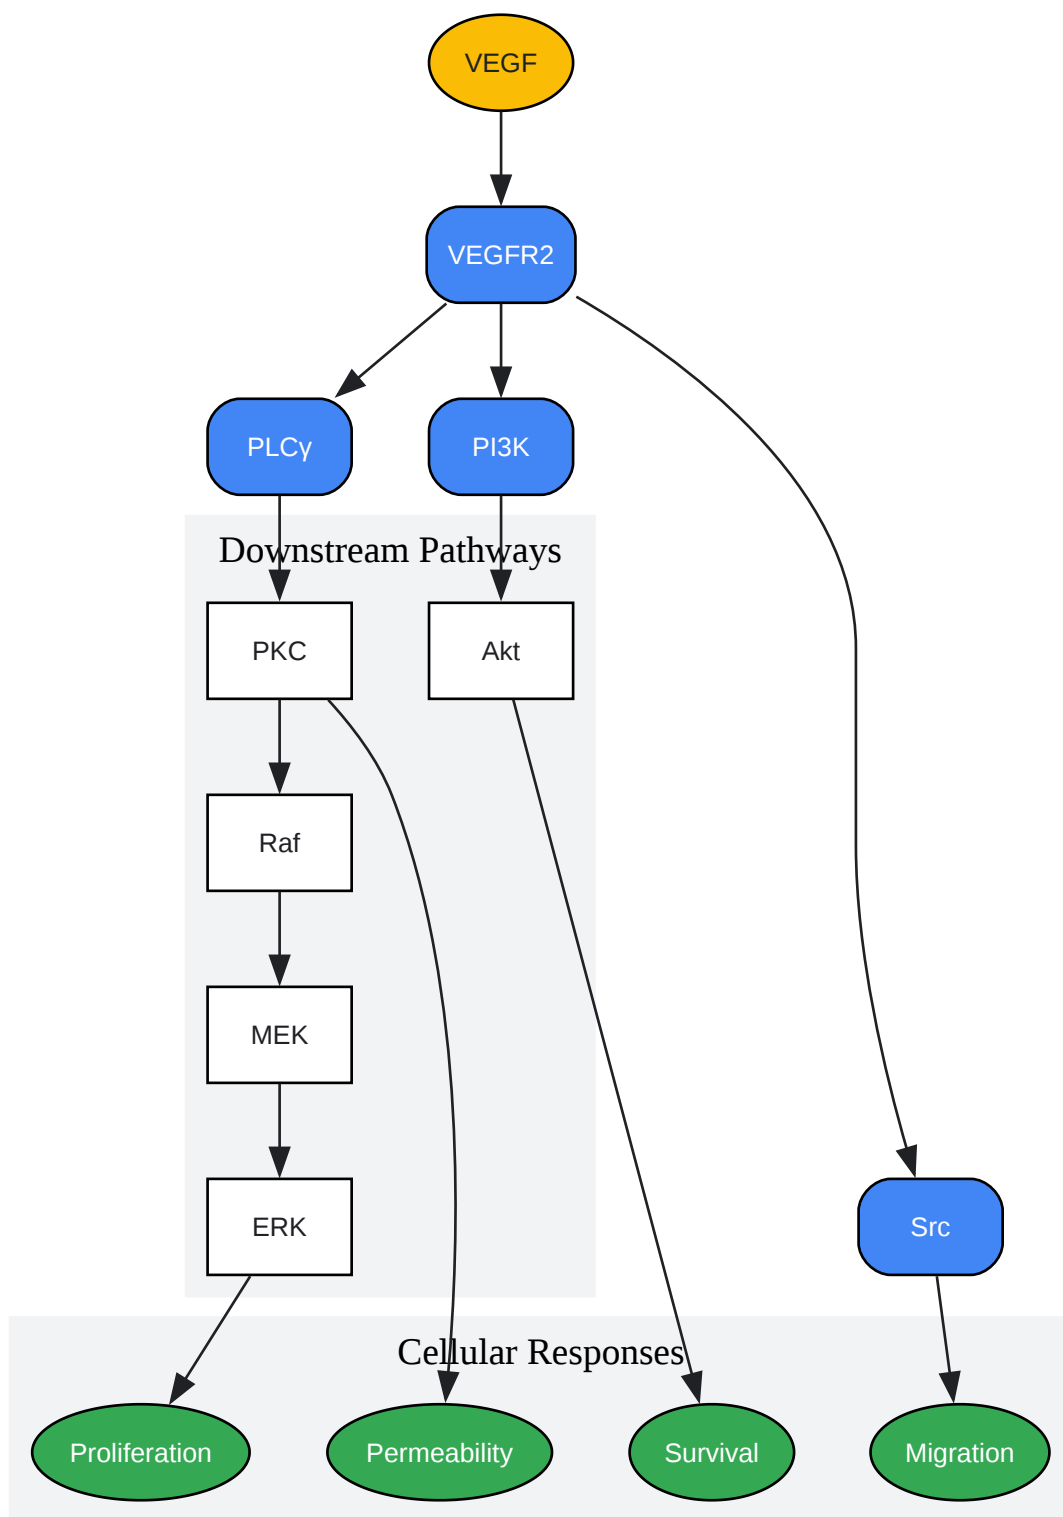 VEGF
VEGFR2
PLCγ
PI3K
Downstream Pathways
PKC
Akt
Raf
MEK
ERK
Src
Cellular Responses
Proliferation
Permeability
Survival
Migration